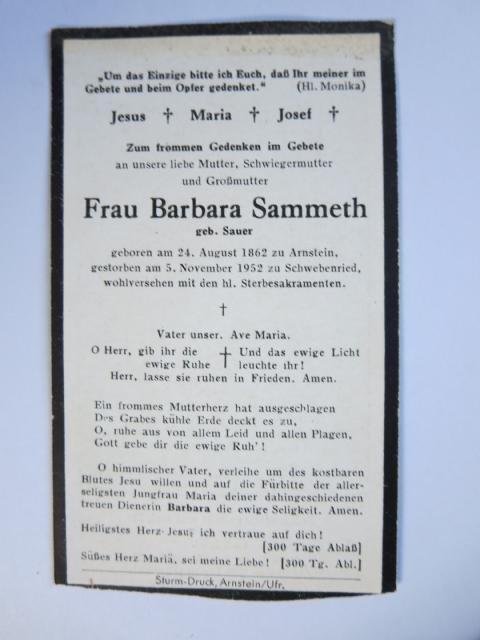 „Um das Einzige bitte ich Euch, daß Ihr meiner im
Gebete und beim Opfer gedenket.“ (Hl. Monika)
Jesus † Maria † Josef †
Zum frommen Gedenken im Gebete
an unsere liebe Mutter, Schwiegermutter
und Großmutter
Frau Barbara Sammeth
geb. Sauer
geboren am 24. August 1862 zu Arnstein,
gestorben am 5. November 1952 zu Schwebenried,
wohlversehen mit den hl. Sterbesakramenten.
†
Vater unser. Ave Maria.
O Herr, gib ihr die † Und das ewige Licht
ewige Ruhe leuchte ihr!
Herr, lasse sie ruhen in Frieden. Amen.
Ein frommes Mutterherz hat ausgeschlagen
Des Grabes kühle Erde deckt es zu,
O, ruhe aus von allem Leid und allen Plagen,
Gott gebe dir die ewige Ruh'!
O himmlischer Vater, verleihe um des kostbaren
Blutes Jesu willen und auf die Fürbitte der aller-
seligsten Jungfrau Maria deiner dahingeschiedenen
treuen Dienerin Barbara die ewige Seligkeit. Amen.
Heiligstes Herz Jesu, ich vertraue auf dich!
[300 Tage Ablaß]
Süßes Herz Mariä, sei meine Liebe! [300 Tg. Abl.]
Sturm-Druck, Arnstein/Ufr.